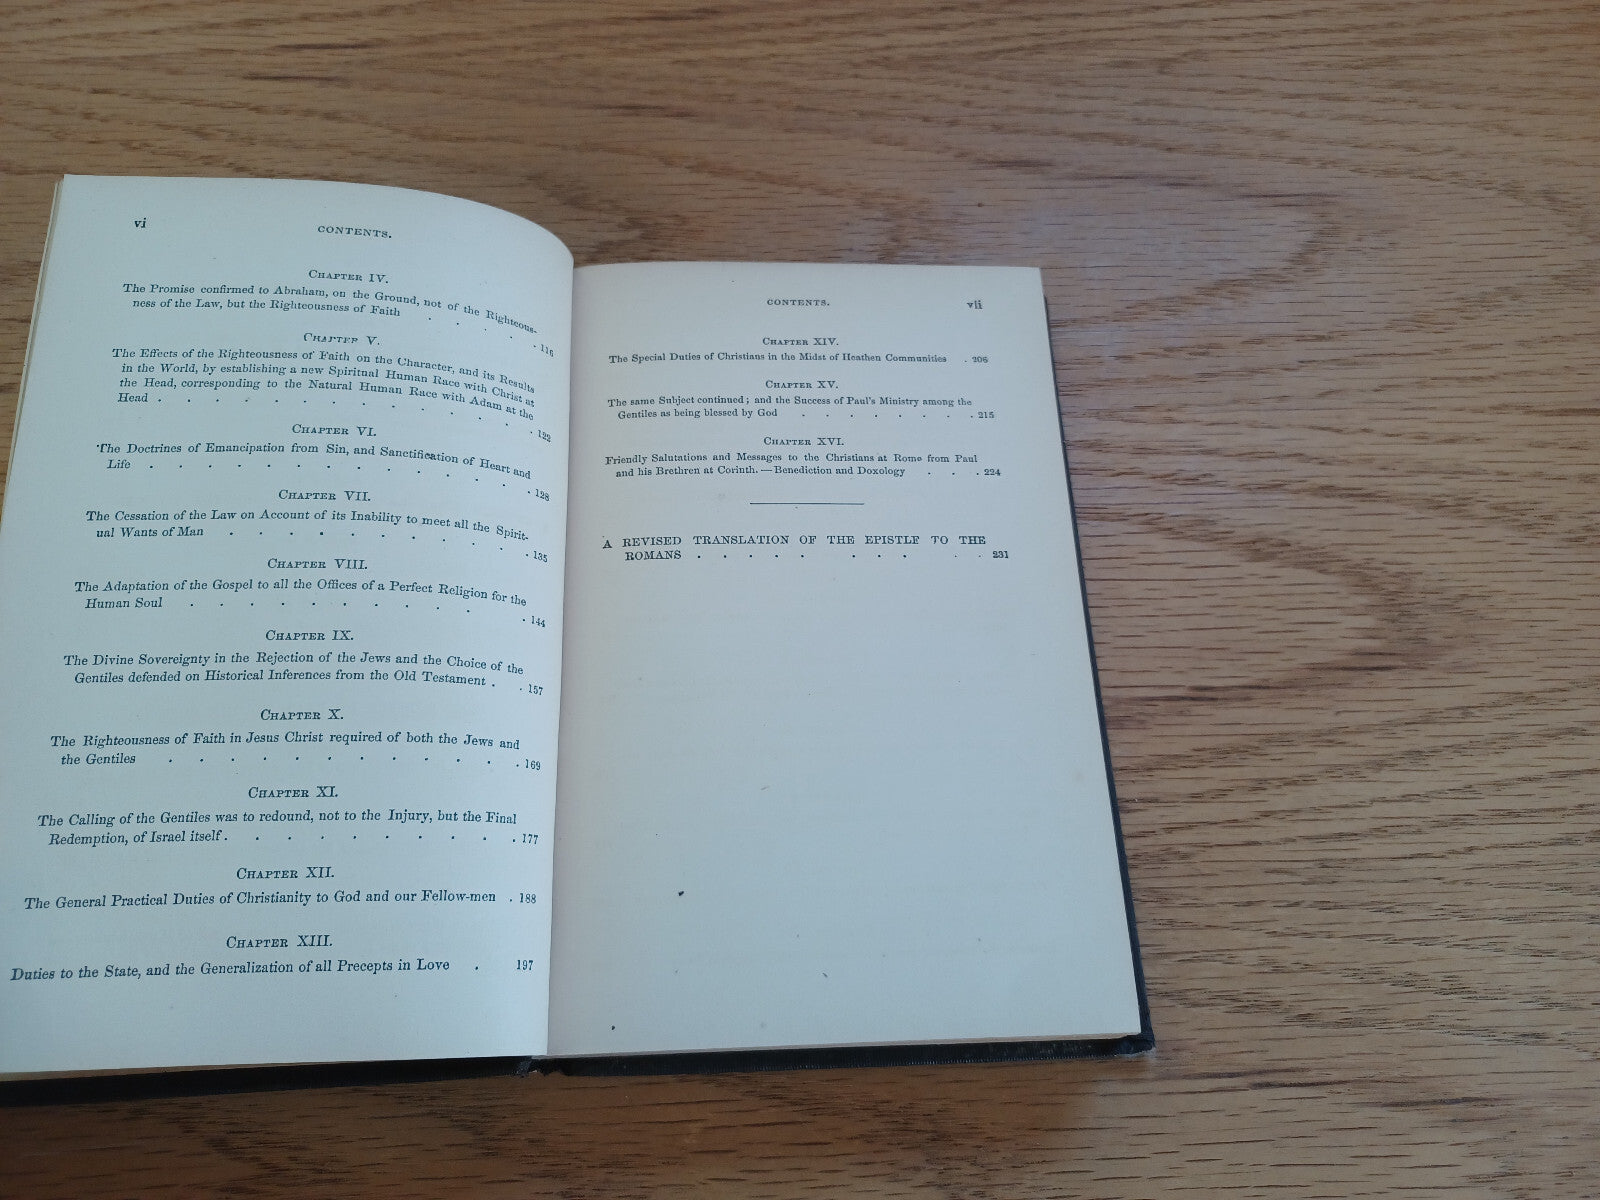 vi
CONTENTS.
CHAPTER IV.
The Promise confirmed to Abraham, on the Ground, not of the Righteous-
ness of the Law, but the Righteousness of Faith . . . . . 116
CHAPTER V.
The Effects of the Righteousness of Faith on the Character, and its Results
in the World, by establishing a new Spiritual Human Race with Christ at
the Head, corresponding to the Natural Human Race with Adam at the
Head . . . . . . . . . . . . . 122
CHAPTER VI.
The Doctrines of Emancipation from Sin, and Sanctification of Heart and
Life . . . . . . . . . . . . . 128
CHAPTER VII.
The Cessation of the Law on Account of its Inability to meet all the Spirit-
ual Wants of Man . . . . . . . . . . . 135
CHAPTER VIII.
The Adaptation of the Gospel to all the Offices of a Perfect Religion for the
Human Soul . . . . . . . . . . . 144
CHAPTER IX.
The Divine Sovereignty in the Rejection of the Jews and the Choice of the
Gentiles defended on Historical Inferences from the Old Testament . . 157
CHAPTER X.
The Righteousness of Faith in Jesus Christ required of both the Jews and
the Gentiles . . . . . . . . . . . . 169
CHAPTER XI.
The Calling of the Gentiles was to redound, not to the Injury, but the Final
Redemption, of Israel itself . . . . . . . . . . 177
CHAPTER XII.
The General Practical Duties of Christianity to God and our Fellow-men . 188
CHAPTER XIII.
Duties to the State, and the Generalization of all Precepts in Love . 197
CONTENTS.
vii
CHAPTER XIV.
The Special Duties of Christians in the Midst of Heathen Communities . 206
CHAPTER XV.
The same Subject continued; and the Success of Paul's Ministry among the
Gentiles as being blessed by God . . . . . . . . 215
CHAPTER XVI.
Friendly Salutations and Messages to the Christians at Rome from Paul
and his Brethren at Corinth.—Benediction and Doxology . . . 224
A REVISED TRANSLATION OF THE EPISTLE TO THE
ROMANS . . . . . . . . . . 231